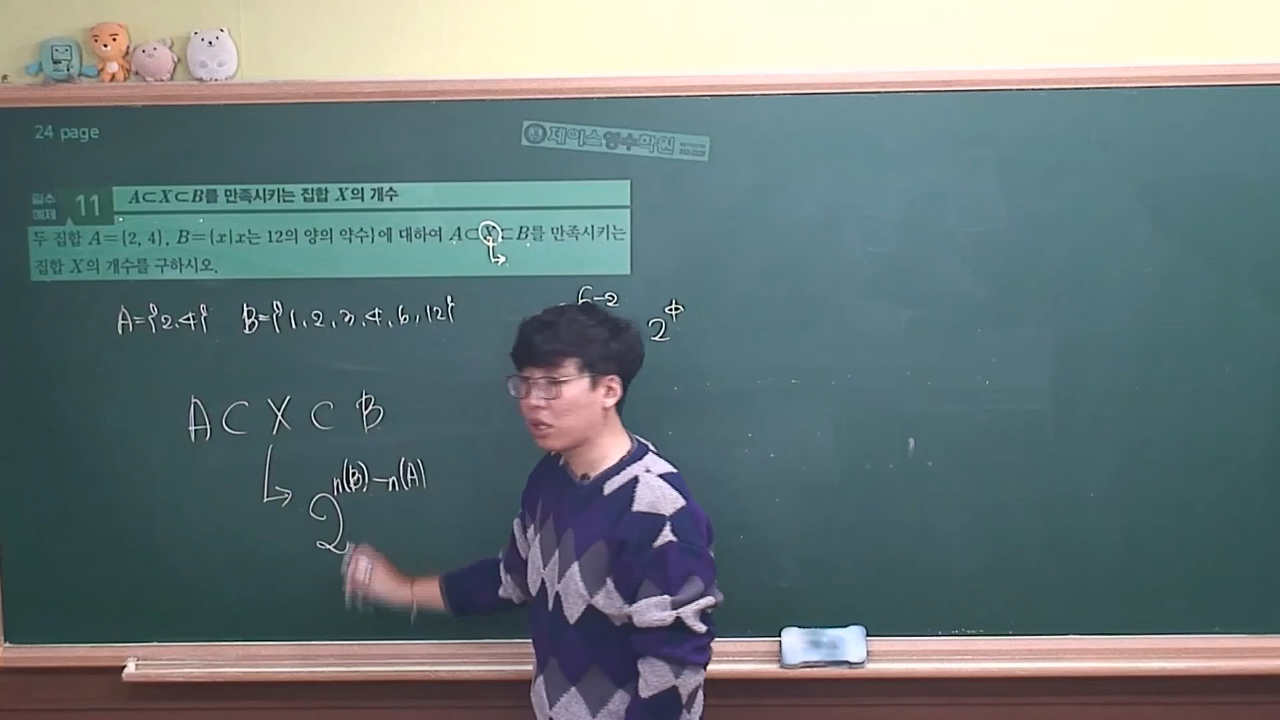 24 page
제이스영수학원
필수 예제 11 A⊂X⊂B를 만족시키는 집합 X의 개수
두 집합 A={2, 4}, B={x|x는 12의 양의 약수}에 대하여 A⊂X⊂B를 만족시키는
집합 X의 개수를 구하시오.
A={2,4} B={1,2,3,4,6,12}
6-2
2^4
A⊂X⊂B
2^n(B)-n(A)